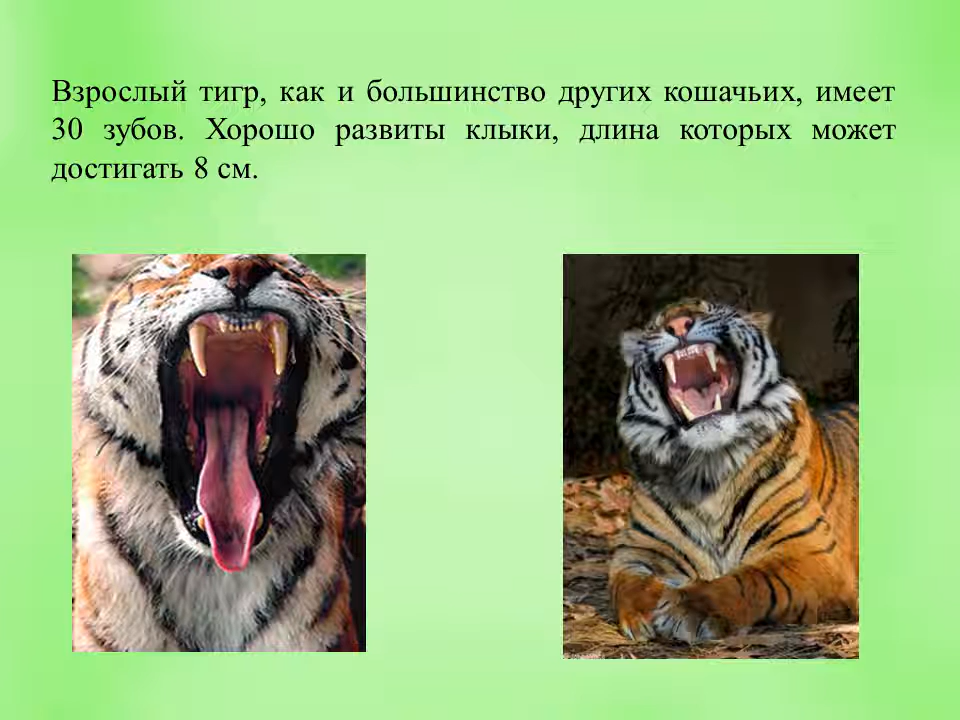 Взрослый тигр, как и большинство других кошачьих, имеет
30 зубов. Хорошо развиты клыки, длина которых может
достигать 8 см.